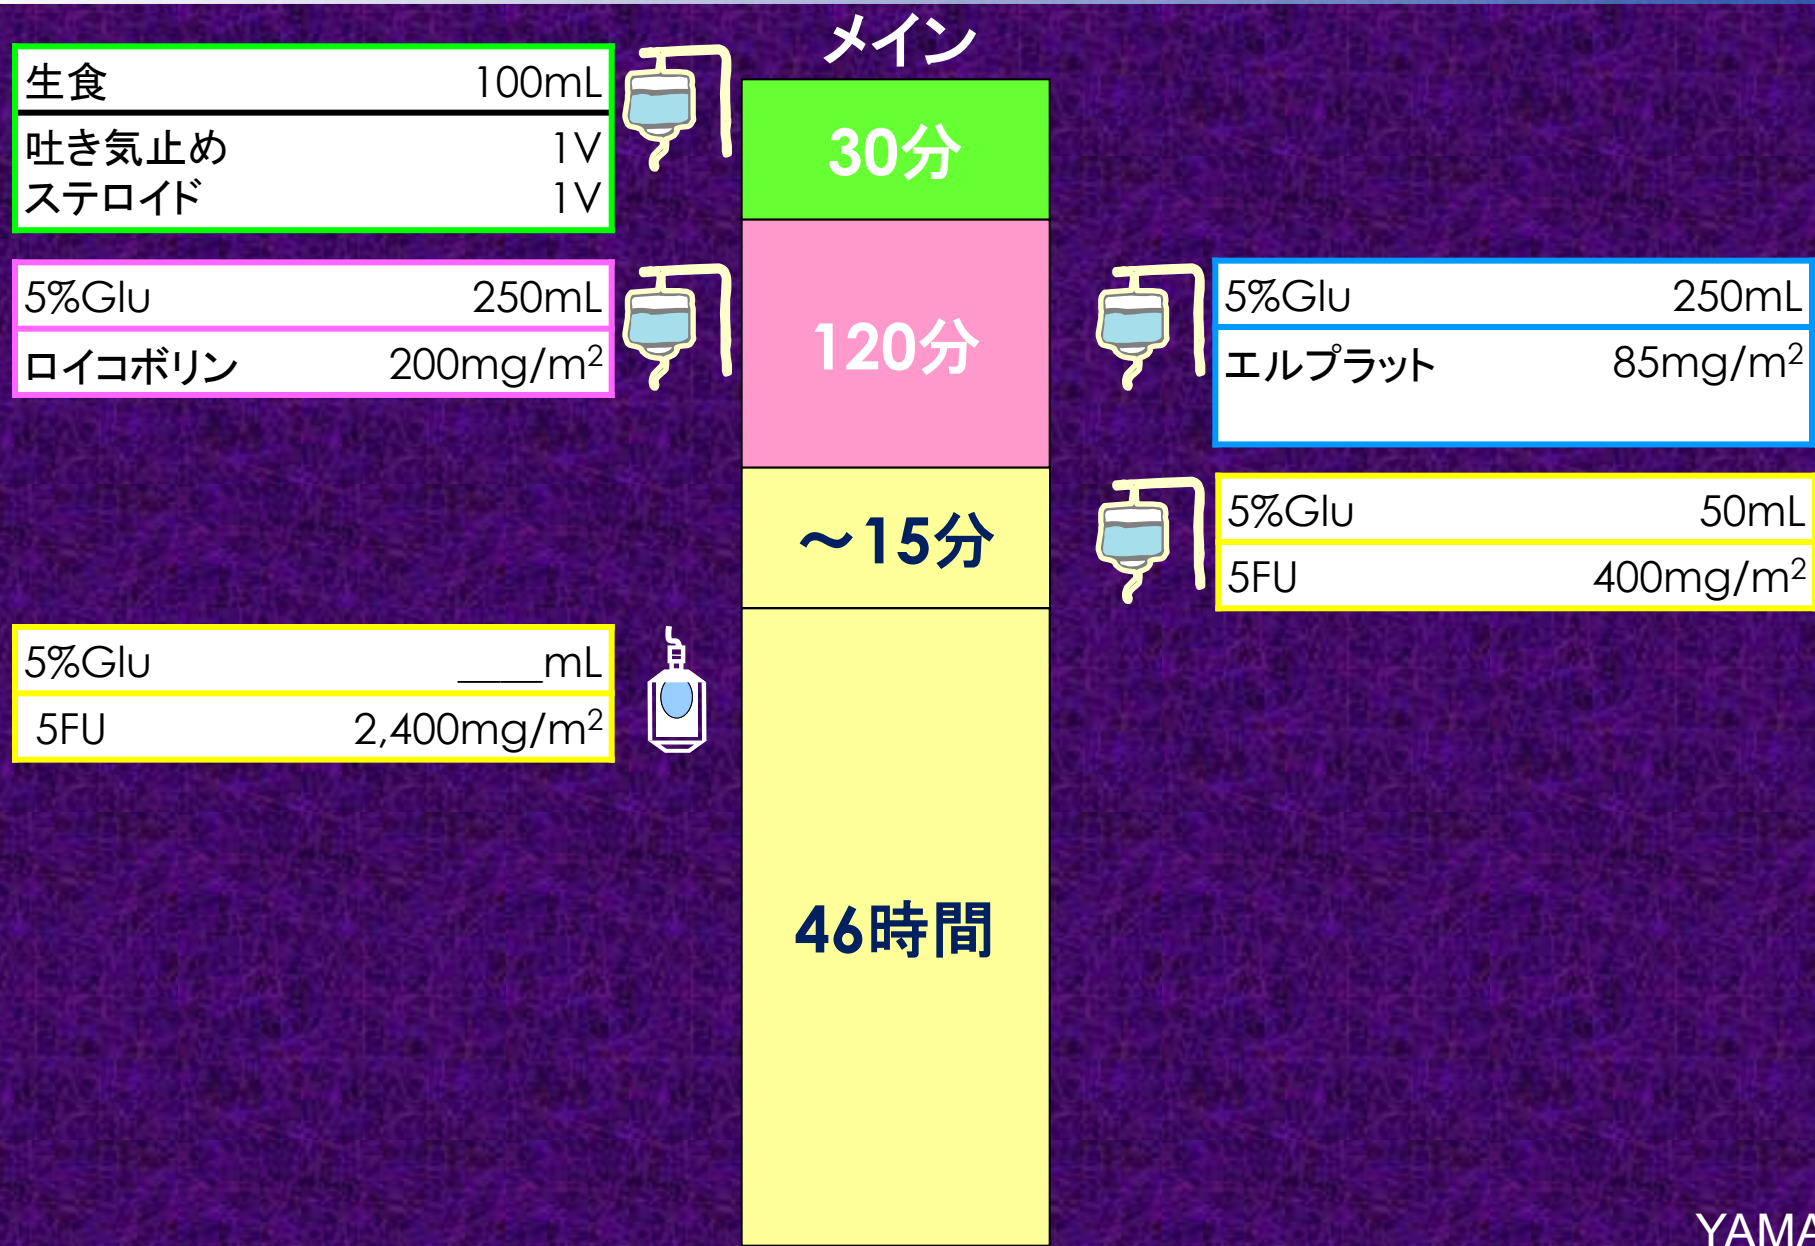 メイン
生食 100mL
吐き気止め 1V
ステロイド 1V
30分
5%Glu 250mL
ロイコボリン 200mg/m²
120分
5%Glu 250mL
エルプラット 85mg/m²
～15分
5%Glu 50mL
5FU 400mg/m²
5%Glu ____mL
5FU 2,400mg/m²
46時間
YAMA